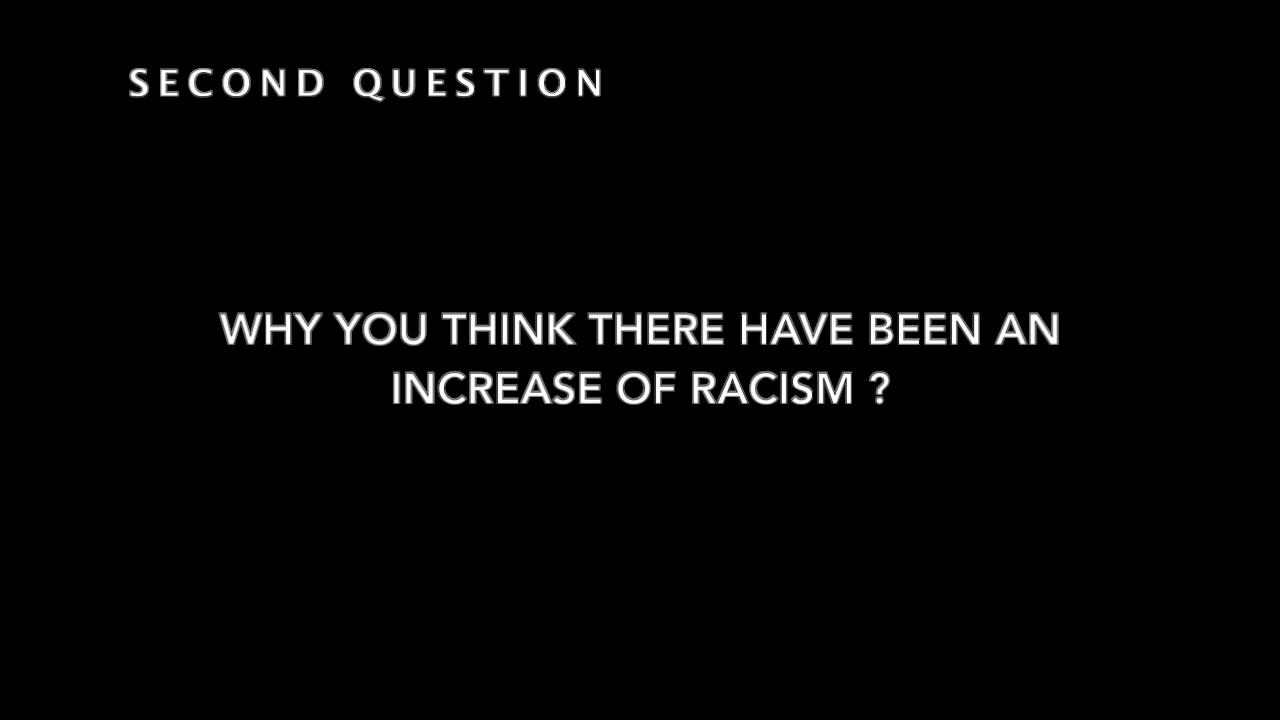 SECOND QUESTION
WHY YOU THINK THERE HAVE BEEN AN
INCREASE OF RACISM ?